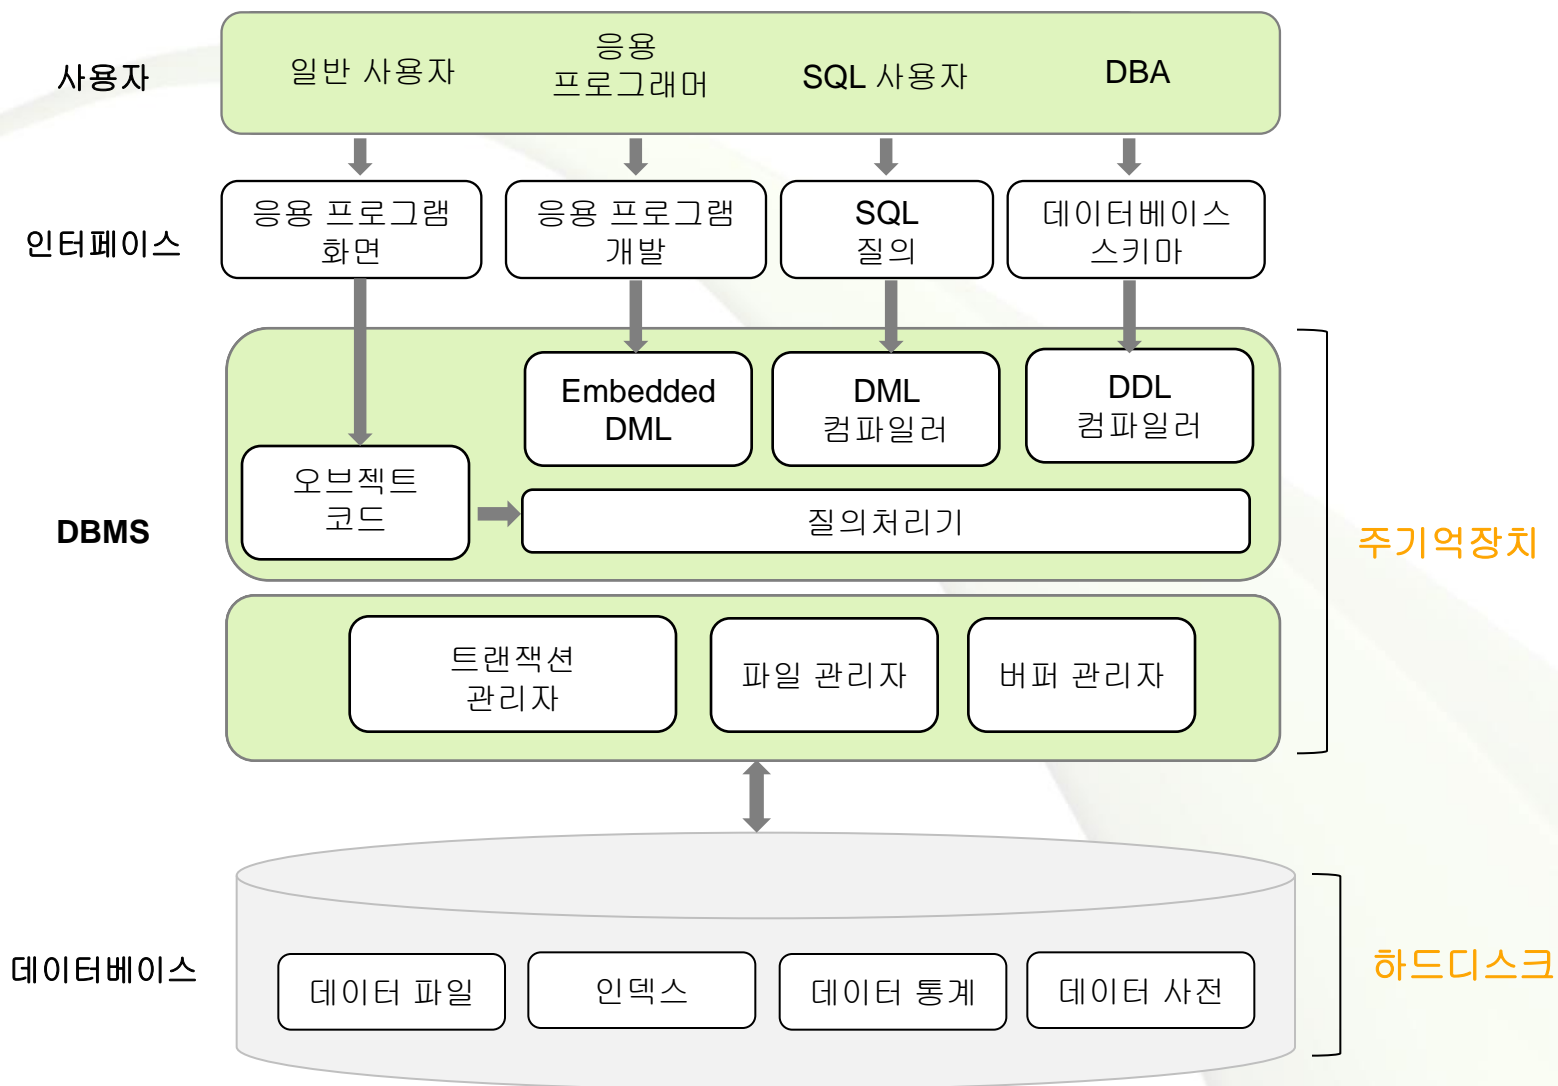 사용자
일반 사용자
응용
프로그래머
SQL 사용자
DBA
인터페이스
응용 프로그램
화면
응용 프로그램
개발
SQL
질의
데이터베이스
스키마
DBMS
Embedded
DML
DML
컴파일러
DDL
컴파일러
오브젝트
코드
질의처리기
주기억장치
트랜잭션
관리자
파일 관리자
버퍼 관리자
데이터베이스
데이터 파일
인덱스
데이터 통계
데이터 사전
하드디스크